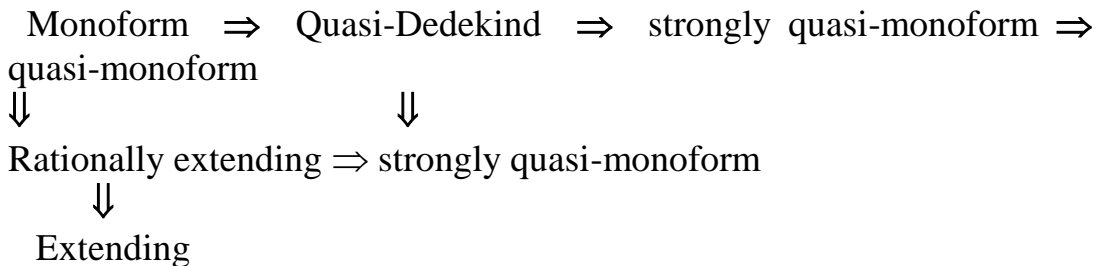 Monoform ⇒ Quasi-Dedekind ⇒ strongly quasi-monoform ⇒
quasi-monoform
⇓ ⇓
Rationally extending ⇒ strongly quasi-monoform
⇓
Extending